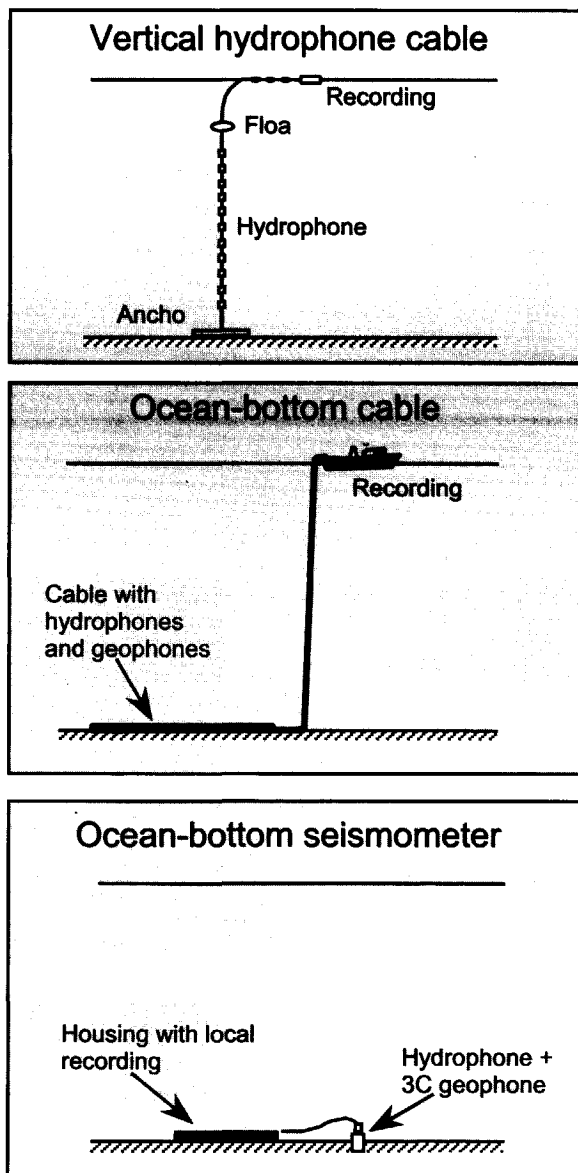 Vertical hydrophone cable
Recording
Floa
Hydrophone
Ancho
Ocean-bottom cable
Recording
Cable with
hydrophones
and geophones
Ocean-bottom seismometer
Housing with local
recording
Hydrophone +
3C geophone